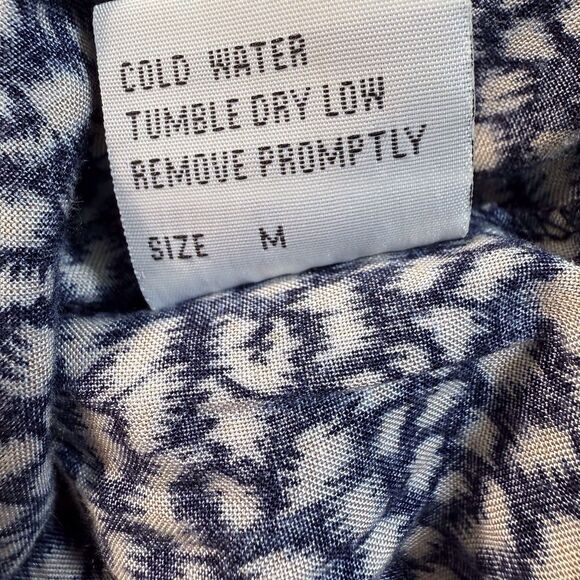 COLD WATER
TUMBLE DRY LOW
REMOVE PROMPTLY
SIZE M